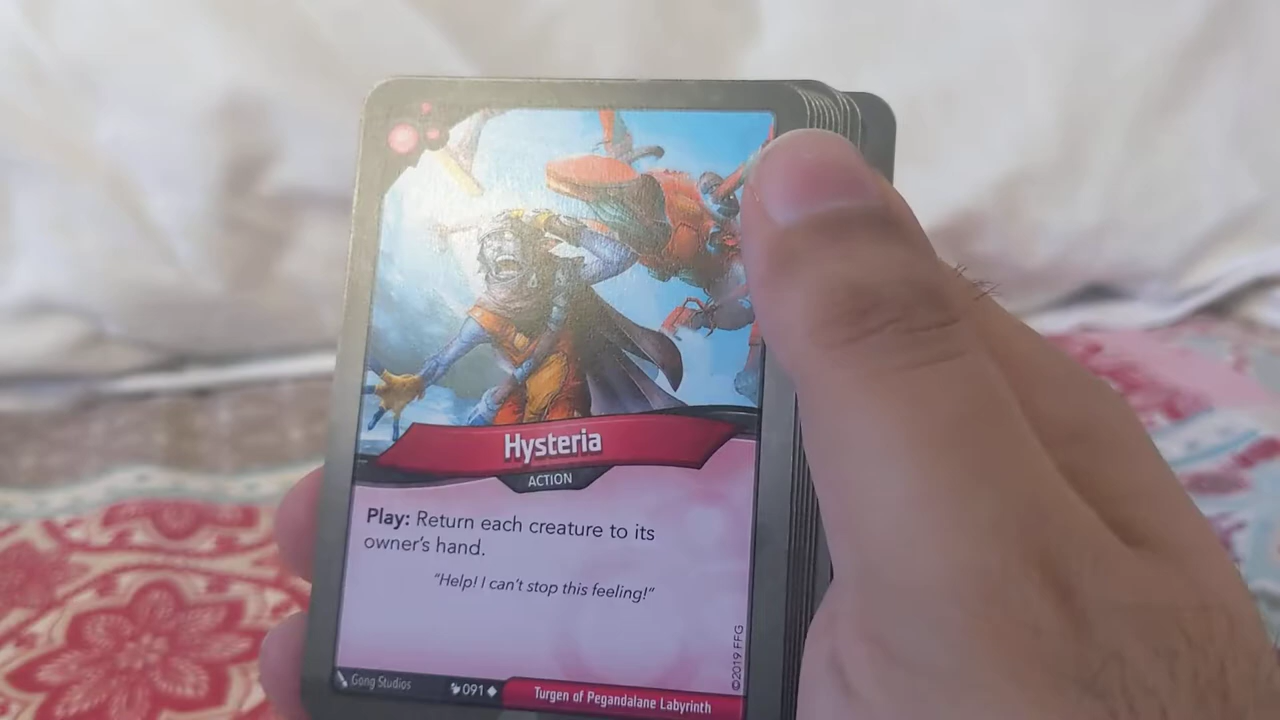 Hysteria
ACTION
Play: Return each creature to its
owner's hand.
"Help! I can't stop this feeling!"
©2019 FFG
Gong Studios
091
Turgen of Pegandalane Labyrinth